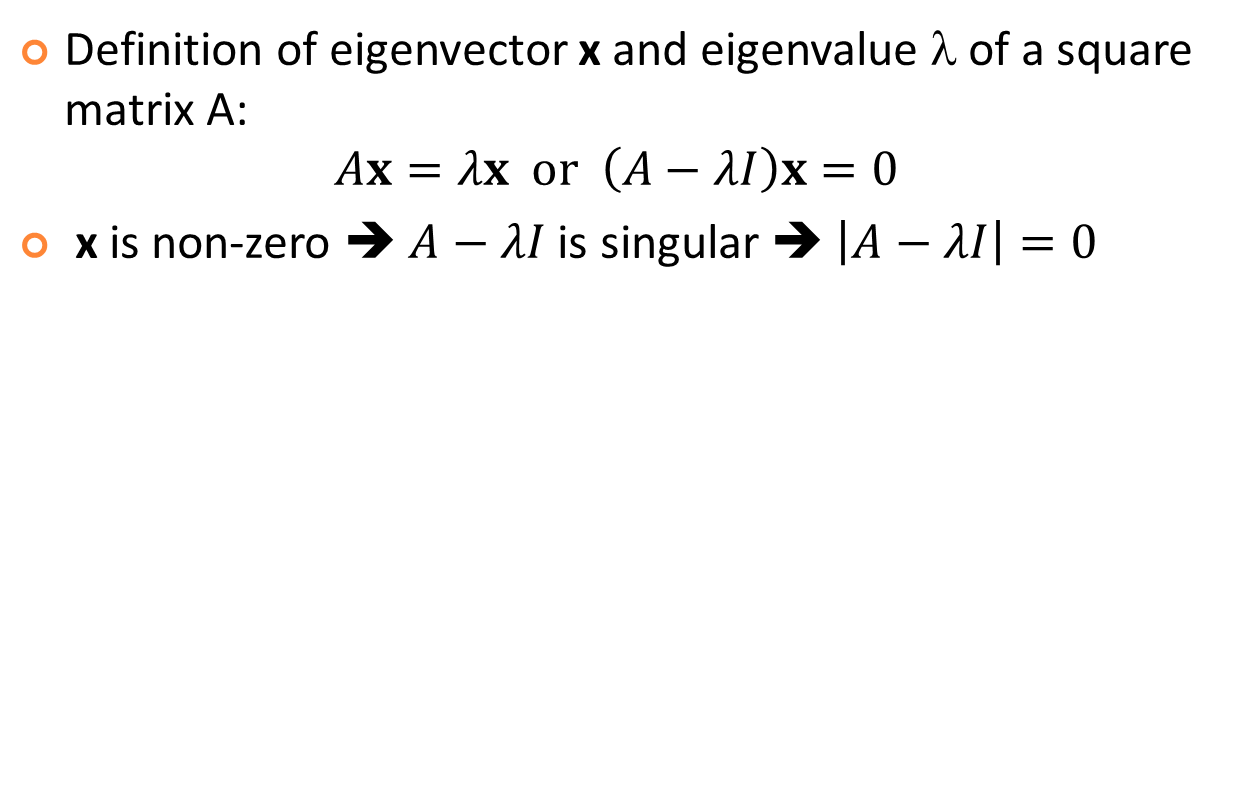 Definition of eigenvector x and eigenvalue λ of a square
matrix A:
Ax = λx or (A − λI)x = 0
x is non-zero ➔ A − λI is singular ➔ |A − λI| = 0